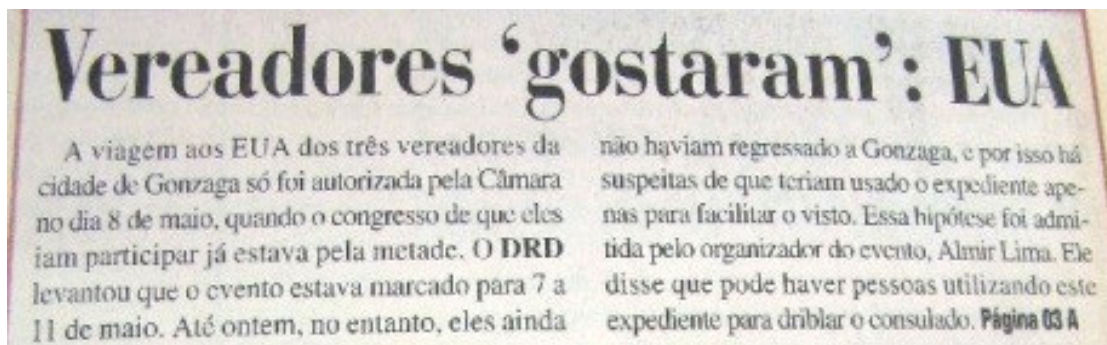 Vereadores ‘gostaram’: EUA
A viagem aos EUA dos três vereadores da
cidade de Gonzaga só foi autorizada pela Câmara
no dia 8 de maio, quando o congresso de que eles
iam participar já estava pela metade. O DRD
levantou que o evento estava marcado para 7 a
11 de maio. Até ontem, no entanto, eles ainda
não haviam regressado a Gonzaga, e por isso há
suspeitas de que teriam usado o expediente ape-
nas para facilitar o visto. Essa hipótese foi admi-
tida pelo organizador do evento, Almir Lima. Ele
disse que pode haver pessoas utilizando este
expediente para driblar o consulado. Página 03 A